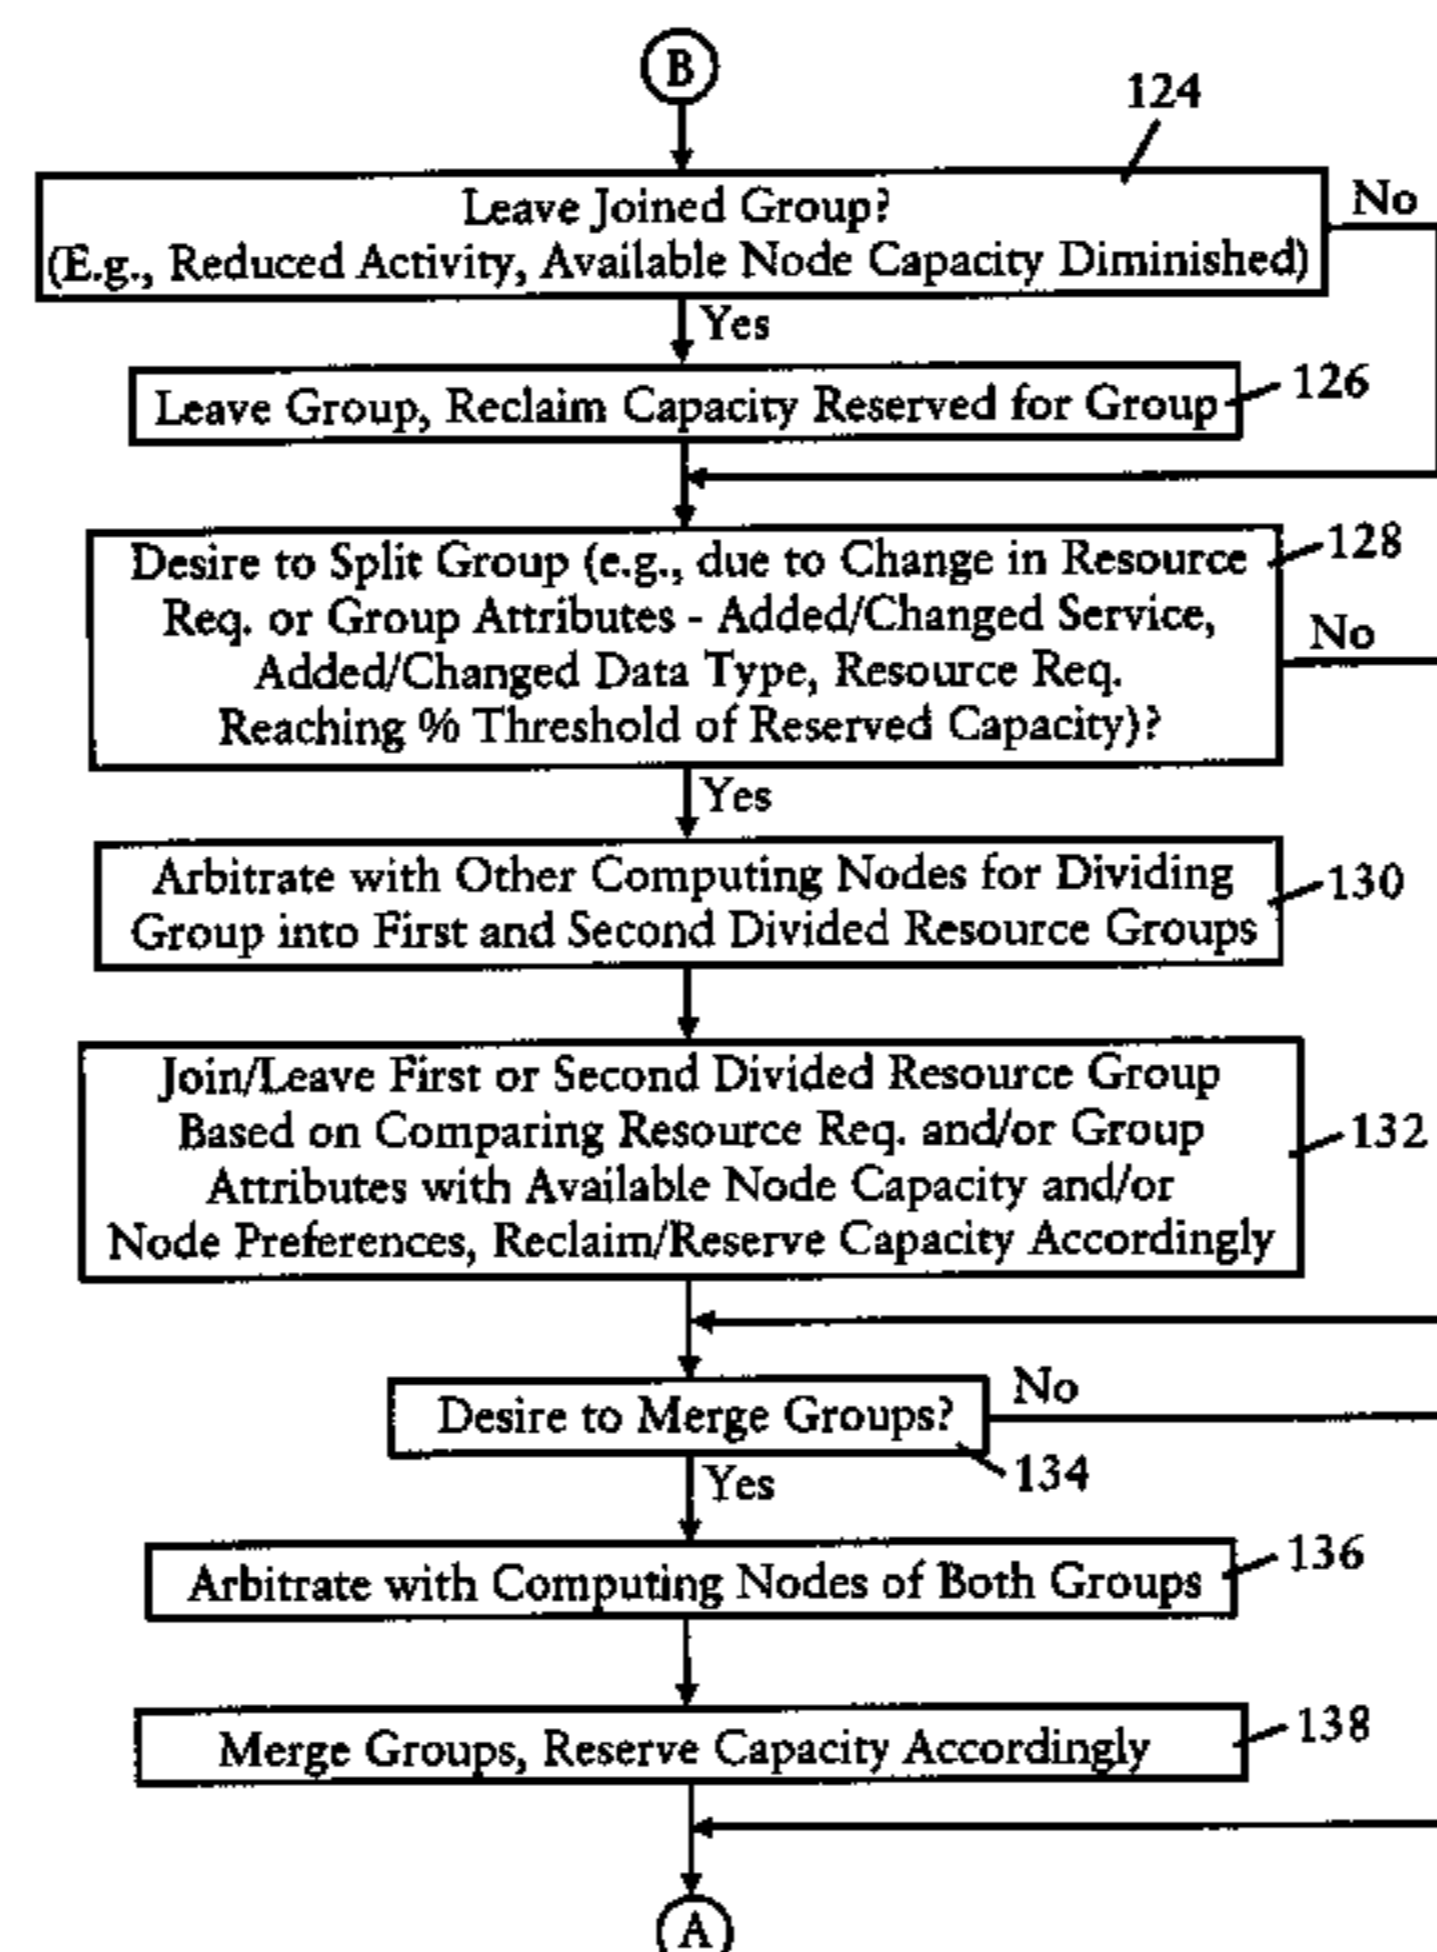 B
124
Leave Joined Group?
No
(E.g., Reduced Activity, Available Node Capacity Diminished)
Yes
126
Leave Group, Reclaim Capacity Reserved for Group
128
Desire to Split Group (e.g., due to Change in Resource
Req. or Group Attributes - Added/Changed Service,
No
Added/Changed Data Type, Resource Req.
Reaching % Threshold of Reserved Capacity)?
Yes
Arbitrate with Other Computing Nodes for Dividing
130
Group into First and Second Divided Resource Groups
Join/Leave First or Second Divided Resource Group
Based on Comparing Resource Req. and/or Group
132
Attributes with Available Node Capacity and/or
Node Preferences, Reclaim/Reserve Capacity Accordingly
No
Desire to Merge Groups?
134
Yes
136
Arbitrate with Computing Nodes of Both Groups
138
Merge Groups, Reserve Capacity Accordingly
A